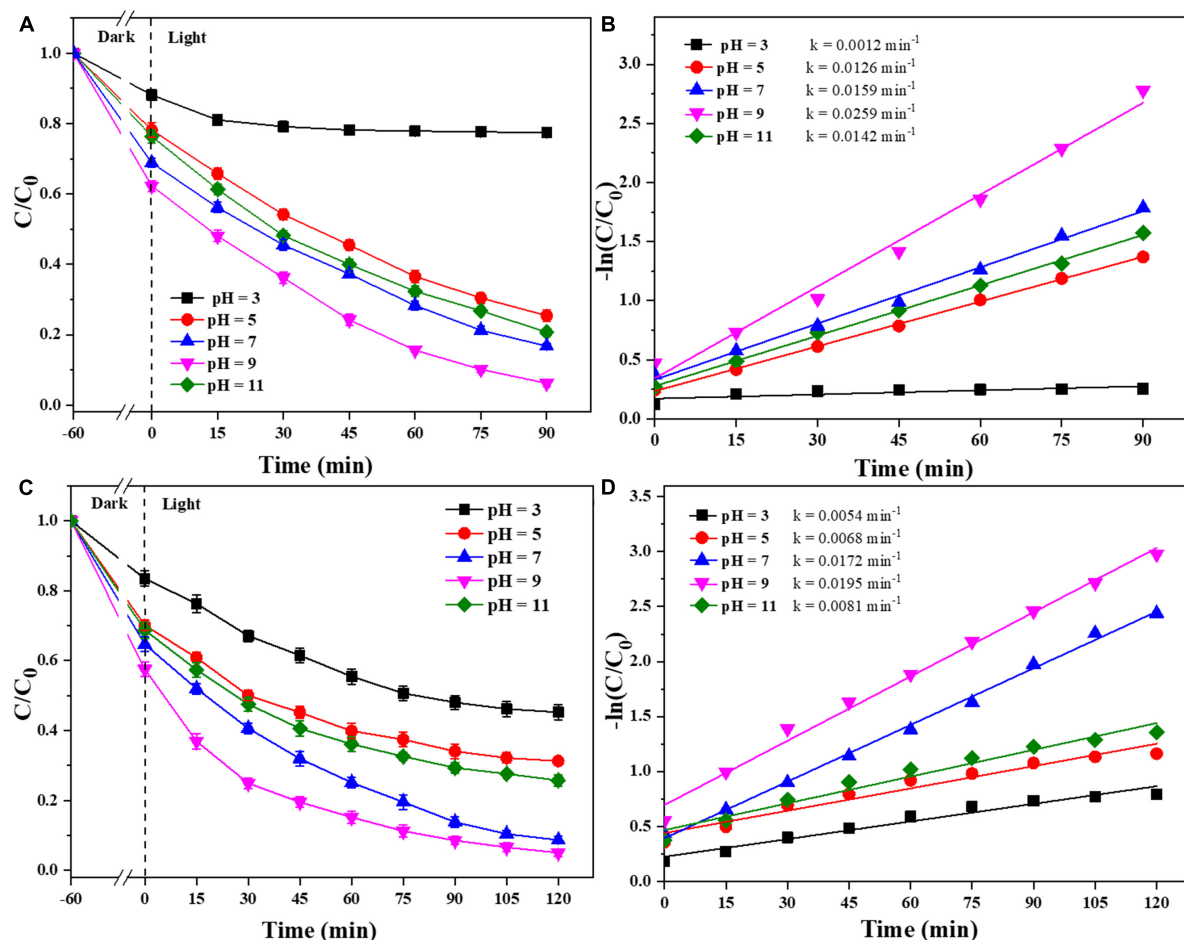 A
Dark
Light
1.0
0.8
0.6
0.4
0.2
0.0
C/C0
pH = 3
pH = 5
pH = 7
pH = 9
pH = 11
-60
0
15
30
45
60
75
90
Time (min)
B
pH = 3 k = 0.0012 min-1
pH = 5 k = 0.0126 min-1
pH = 7 k = 0.0159 min-1
pH = 9 k = 0.0259 min-1
pH = 11 k = 0.0142 min-1
3.0
2.5
2.0
1.5
1.0
0.5
0.0
-ln(C/C0)
0
15
30
45
60
75
90
Time (min)
C
Dark
Light
pH = 3
pH = 5
pH = 7
pH = 9
pH = 11
1.0
0.8
0.6
0.4
0.2
0.0
C/C0
-60
0
15
30
45
60
75
90
105
120
Time (min)
D
3.5
3.0
2.5
2.0
1.5
1.0
0.5
0.0
-ln(C/C0)
pH = 3 k = 0.0054 min-1
pH = 5 k = 0.0068 min-1
pH = 7 k = 0.0172 min-1
pH = 9 k = 0.0195 min-1
pH = 11 k = 0.0081 min-1
0
15
30
45
60
75
90
105
120
Time (min)